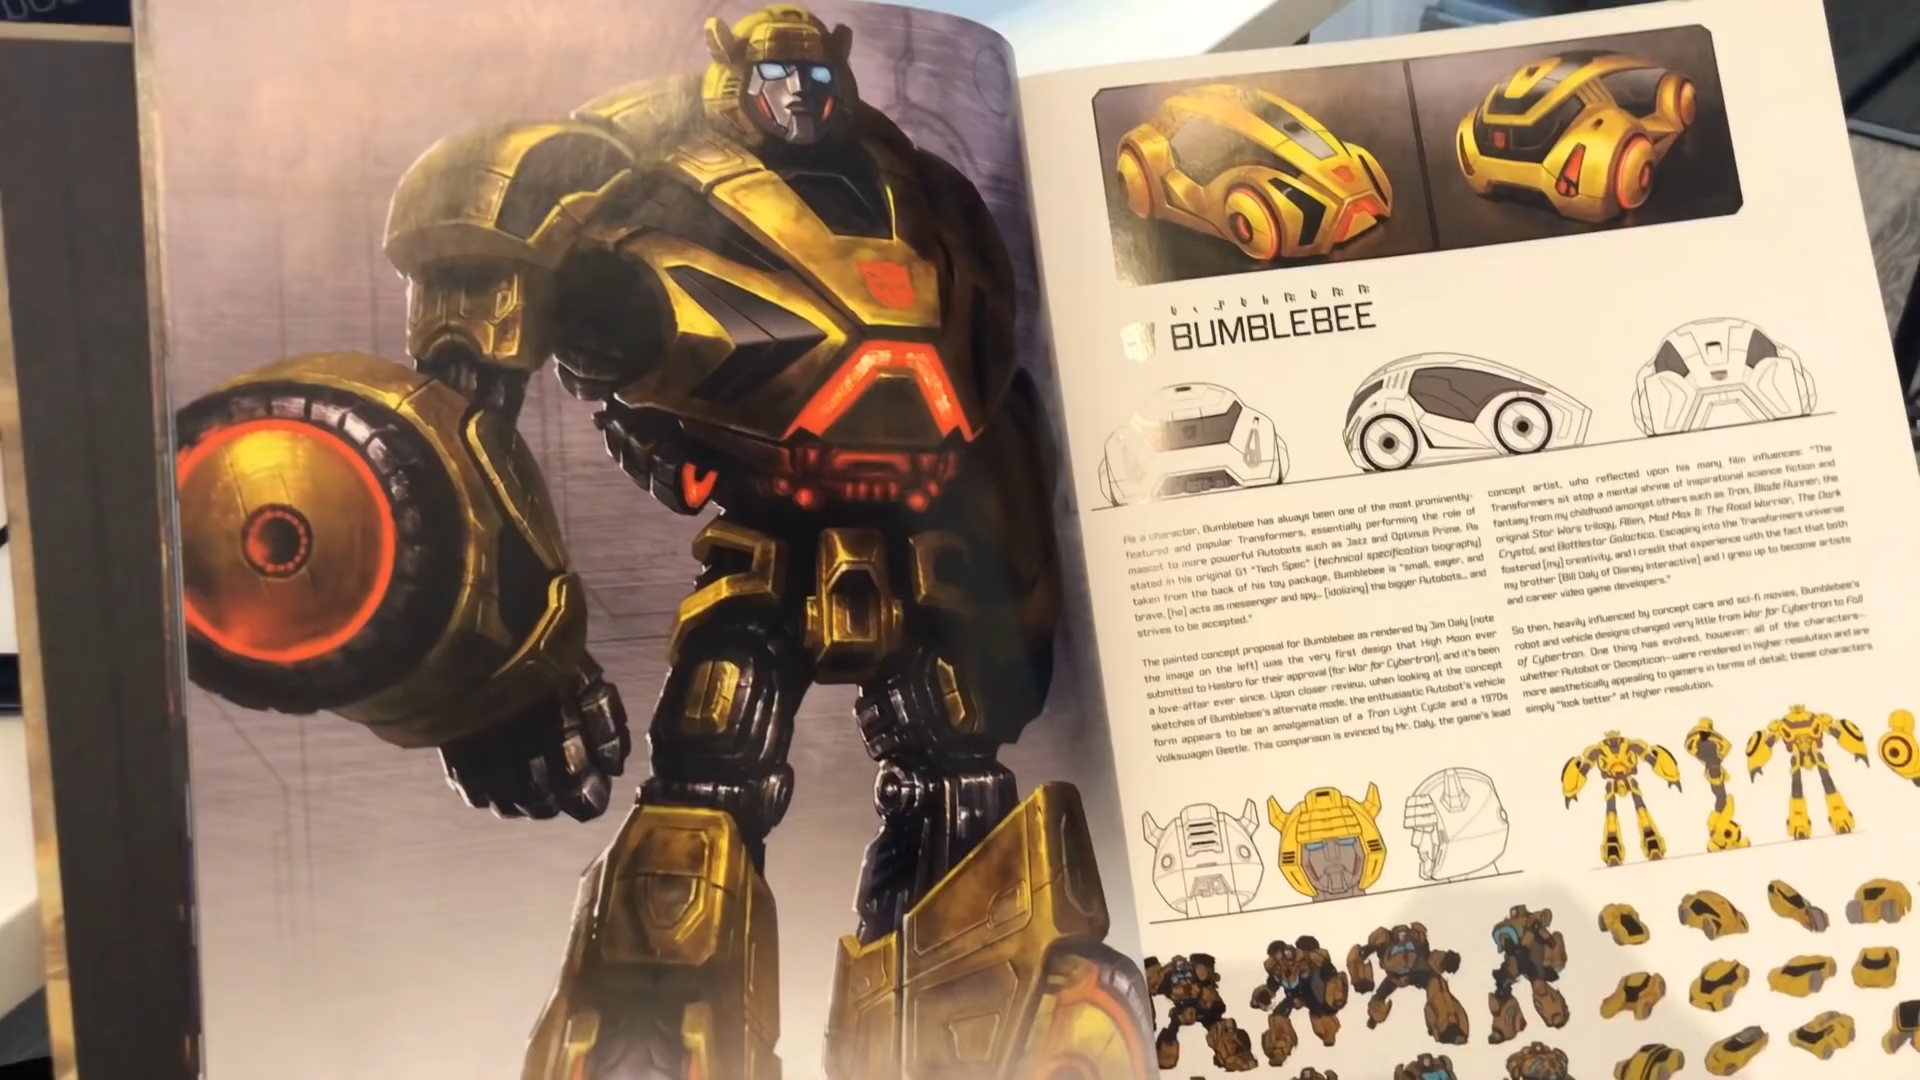 BUMBLEBEE
As a character, Bumblebee has always been one of the most prominently-
featured and popular Transformers, essentially performing the role of
mascot to more powerful Autobots such as Jazz and Optimus Prime. As
stated in his original G1 "Tech Spec" (technical specification biography)
taken from the back of his toy package, Bumblebee is "small, eager, and
brave, [he] acts as messenger and spy... [idolizing] the bigger Autobots... and
strives to be accepted."
The painted concept proposal for Bumblebee as rendered by Jim Daly (note
the image on the left) was the very first design that High Moon ever
submitted to Hasbro for their approval (for War for Cybertron), and it's been
a love-affair ever since. Upon closer review, when looking at the concept
sketches of Bumblebee's alternate mode, the enthusiastic Autobot's vehicle
form appears to be an amalgamation of a Tron Light Cycle and a 1970s
Volkswagen Beetle. This comparison is evinced by Mr. Daly, the game's lead
concept artist, who reflected upon his many film influences: "The
Transformers sit atop a mental shrine of inspirational science fiction and
fantasy from my childhood amongst others such as Tron, Blade Runner, the
original Star Wars trilogy, Alien, Mad Max II: The Road Warrior, The Dark
Crystal, and Battlestar Galactica. Escaping into the Transformers universe
fostered [my] creativity, and I credit that experience with the fact that both
my brother (Bill Daly of Disney Interactive) and I grew up to become artists
and career video game developers."
So then, heavily influenced by concept cars and sci-fi movies, Bumblebee's
robot and vehicle designs changed very little from War for Cybertron to Fall
of Cybertron. One thing has evolved, however: all of the characters—
whether Autobot or Decepticon—were rendered in higher resolution and are
more aesthetically appealing to gamers in terms of detail; these characters
simply "look better" at higher resolution.